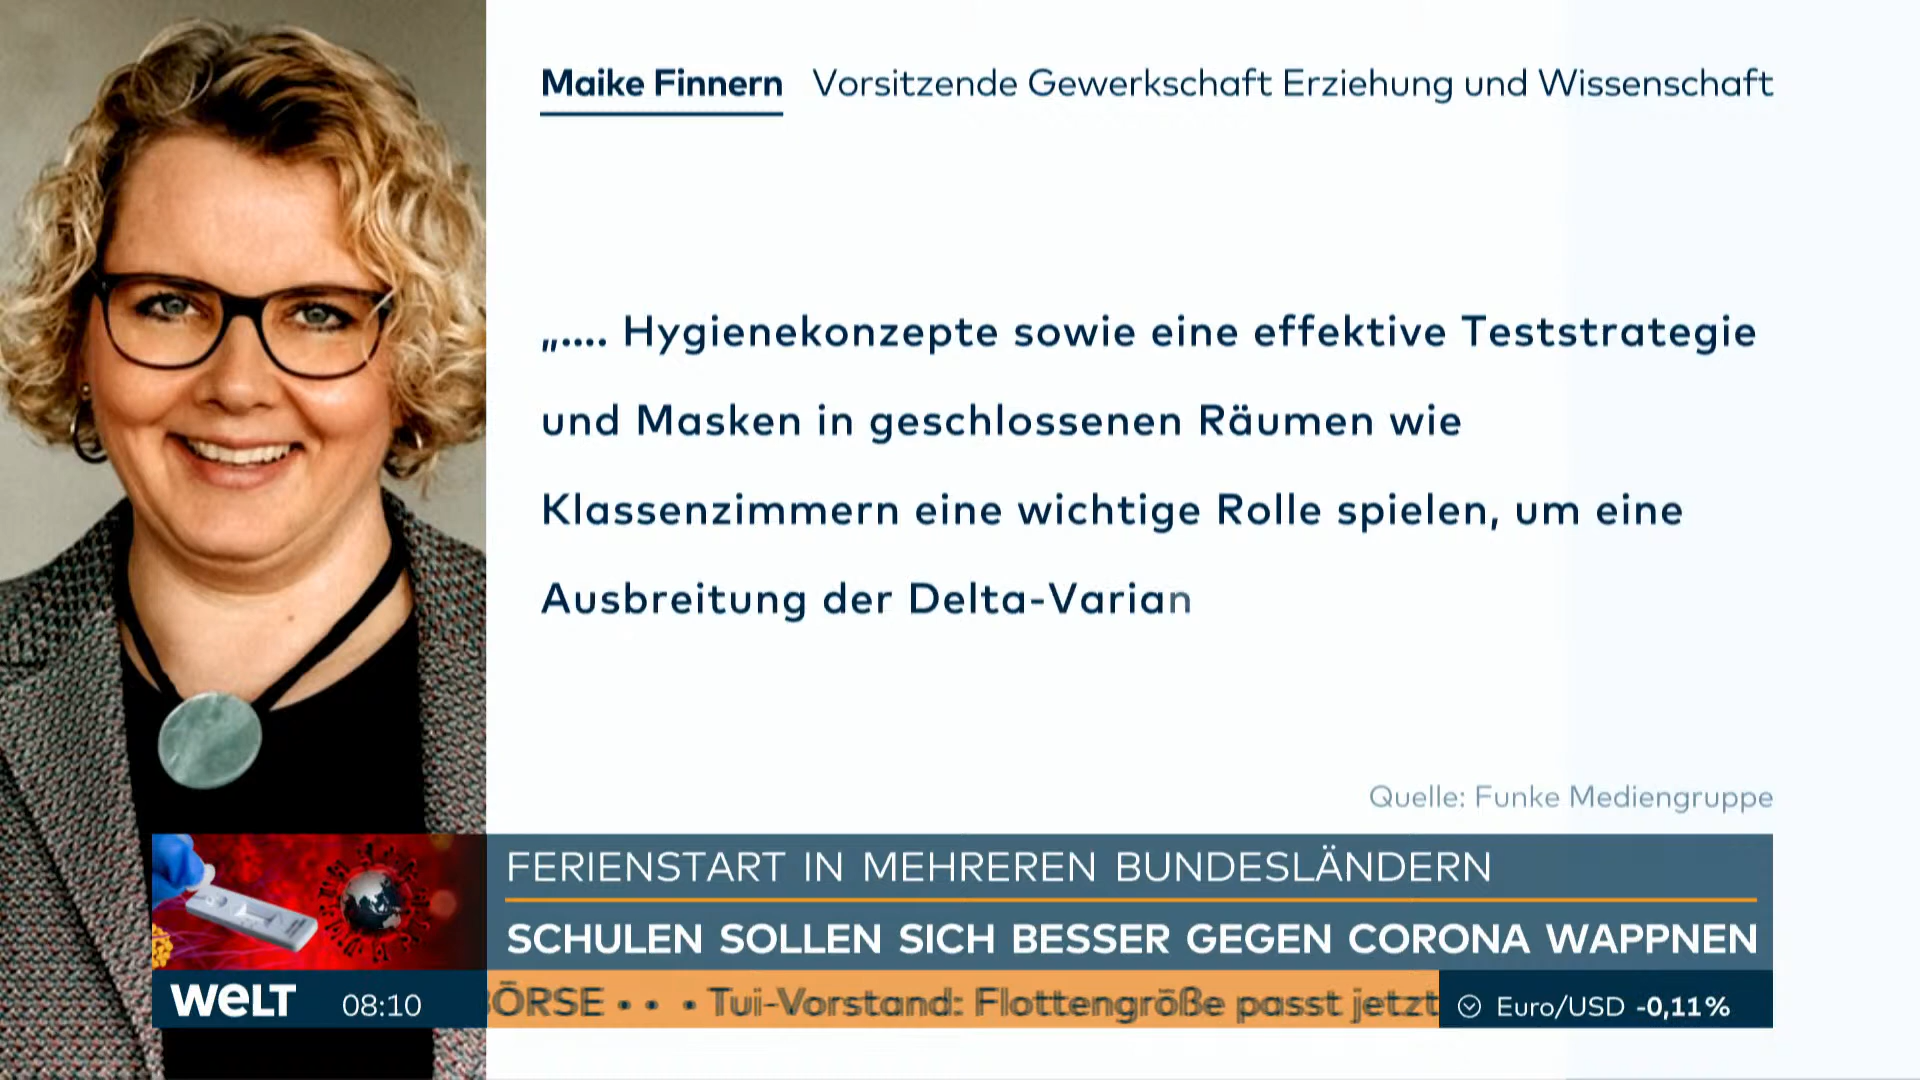 Maike Finnern Vorsitzende Gewerkschaft Erziehung und Wissenschaft
„.... Hygienekonzepte sowie eine effektive Teststrategie
und Masken in geschlossenen Räumen wie
Klassenzimmern eine wichtige Rolle spielen, um eine
Ausbreitung der Delta-Varian
Quelle: Funke Mediengruppe
FERIENSTART IN MEHREREN BUNDESLÄNDERN
SCHULEN SOLLEN SICH BESSER GEGEN CORONA WAPPNEN
WELT 08:10 BÖRSE • • • Tui-Vorstand: Flottengröße passt jetzt Euro/USD -0,11%